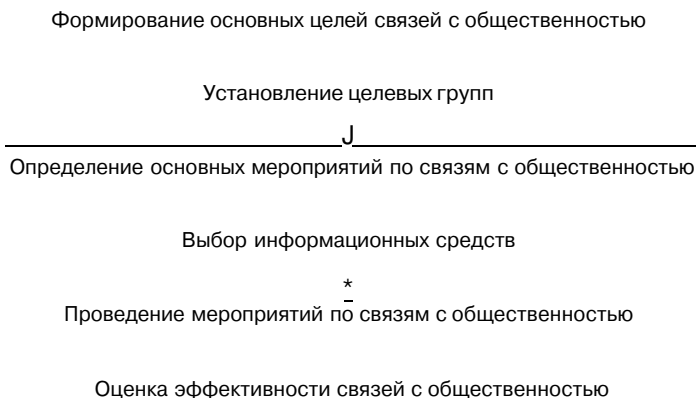 Формирование основных целей связей с общественностью
Установление целевых групп
J
Определение основных мероприятий по связям с общественностью
Выбор информационных средств
*
Проведение мероприятий по связям с общественностью
Оценка эффективности связей с общественностью